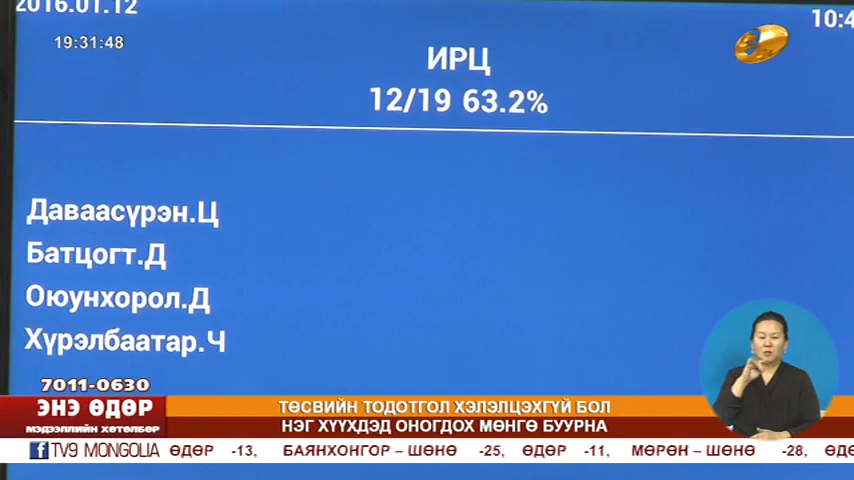 2016.01.12
10:4
19:31:48
ИРЦ
12/19 63.2%
Даваасүрэн.Ц
Батцогт.Д
Оюунхорол.Д
Хүрэлбаатар.Ч
7011-0630
ЭНЭ ӨДӨР
МЭДЭЭЛЛИЙН ХӨТӨЛБӨР
ТӨСВИЙН ТОДОТГОЛ ХЭЛЭЛЦЭХГҮЙ БОЛ
НЭГ ХҮҮХДЭД ОНОГДОХ МӨНГӨ БУУРНА
TV9 MONGOLIA ӨДӨР -13, БАЯНХОНГОР – ШӨНӨ -25, ӨДӨР -11, МӨРӨН – ШӨНӨ -28, ӨДӨ